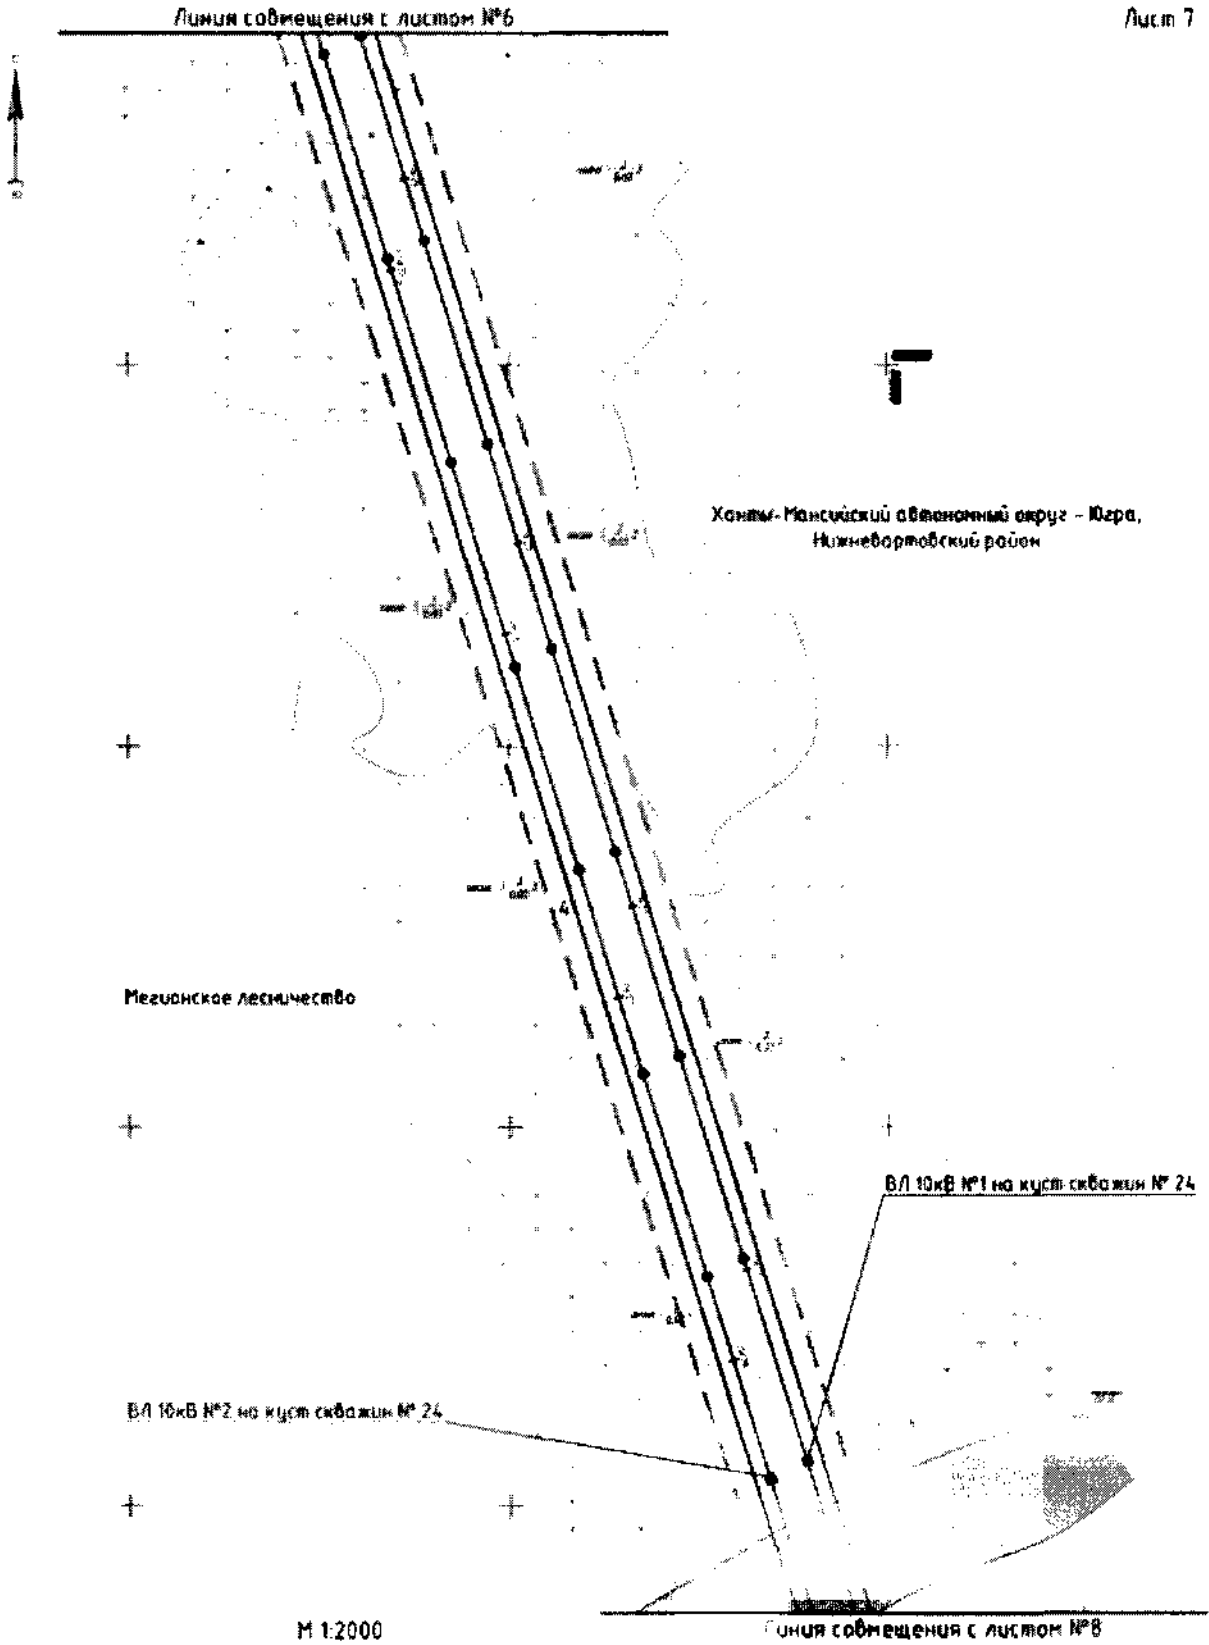 Линия совмещения с листом №6
Лист 7
Ханты-Мансийский автономный округ - Югра,
Нижневартовский район
Мегионское лесничество
ВЛ 10кВ №1 на куст скважин № 24
ВЛ 10кВ №2 на куст скважин № 24
М 1:2000
Линия совмещения с листом №8